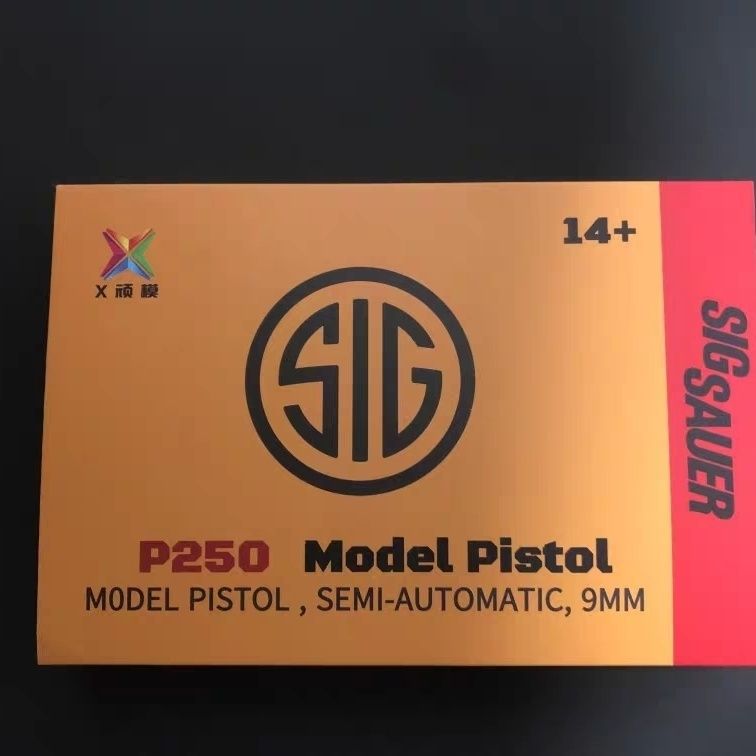 14+
X 顽模
SIG
P250 Model Pistol
M0DEL PISTOL , SEMI-AUTOMATIC, 9MM
SIG SAUER